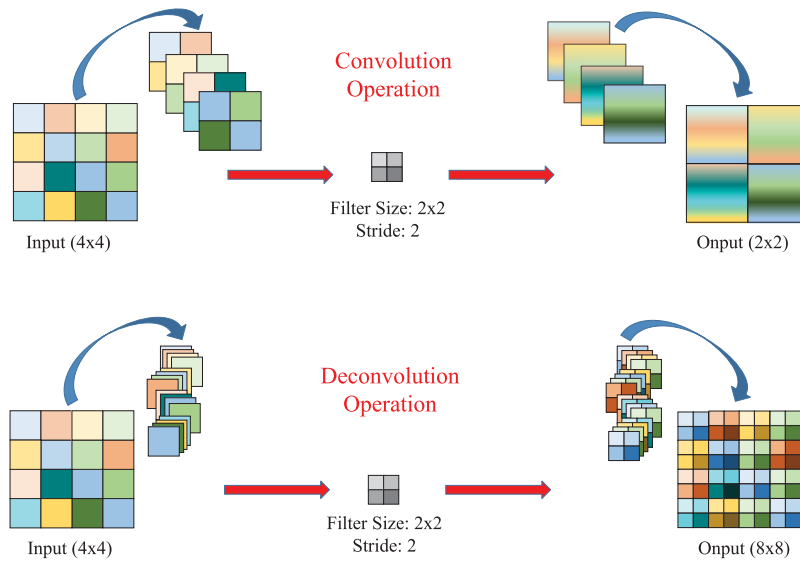 Convolution
Operation
Filter Size: 2x2
Stride: 2
Input (4x4)
Onput (2x2)
Deconvolution
Operation
Filter Size: 2x2
Stride: 2
Input (4x4)
Onput (8x8)